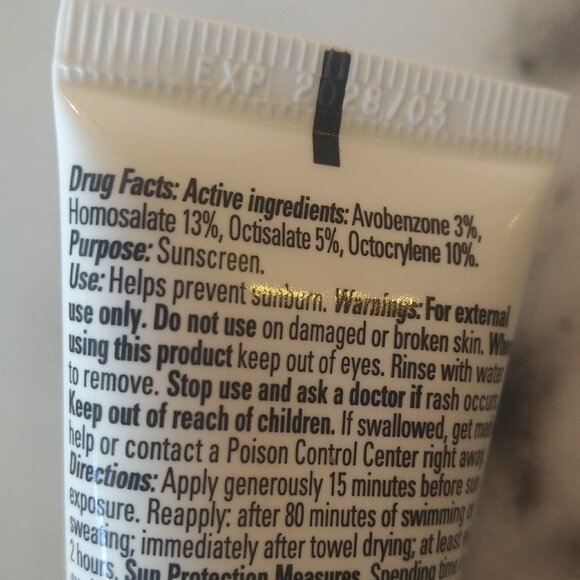 EXP 2028/03
Drug Facts: Active ingredients: Avobenzone 3%,
Homosalate 13%, Octisalate 5%, Octocrylene 10%.
Purpose: Sunscreen.
Use: Helps prevent sunburn. Warnings: For external
use only. Do not use on damaged or broken skin. Whe
using this product keep out of eyes. Rinse with water
to remove. Stop use and ask a doctor if rash occurs
Keep out of reach of children. If swallowed, get med
help or contact a Poison Control Center right away.
Directions: Apply generously 15 minutes before sun
exposure. Reapply: after 80 minutes of swimming or
sweating; immediately after towel drying; at least
2 hours. Sun Protection Measures. Spending time